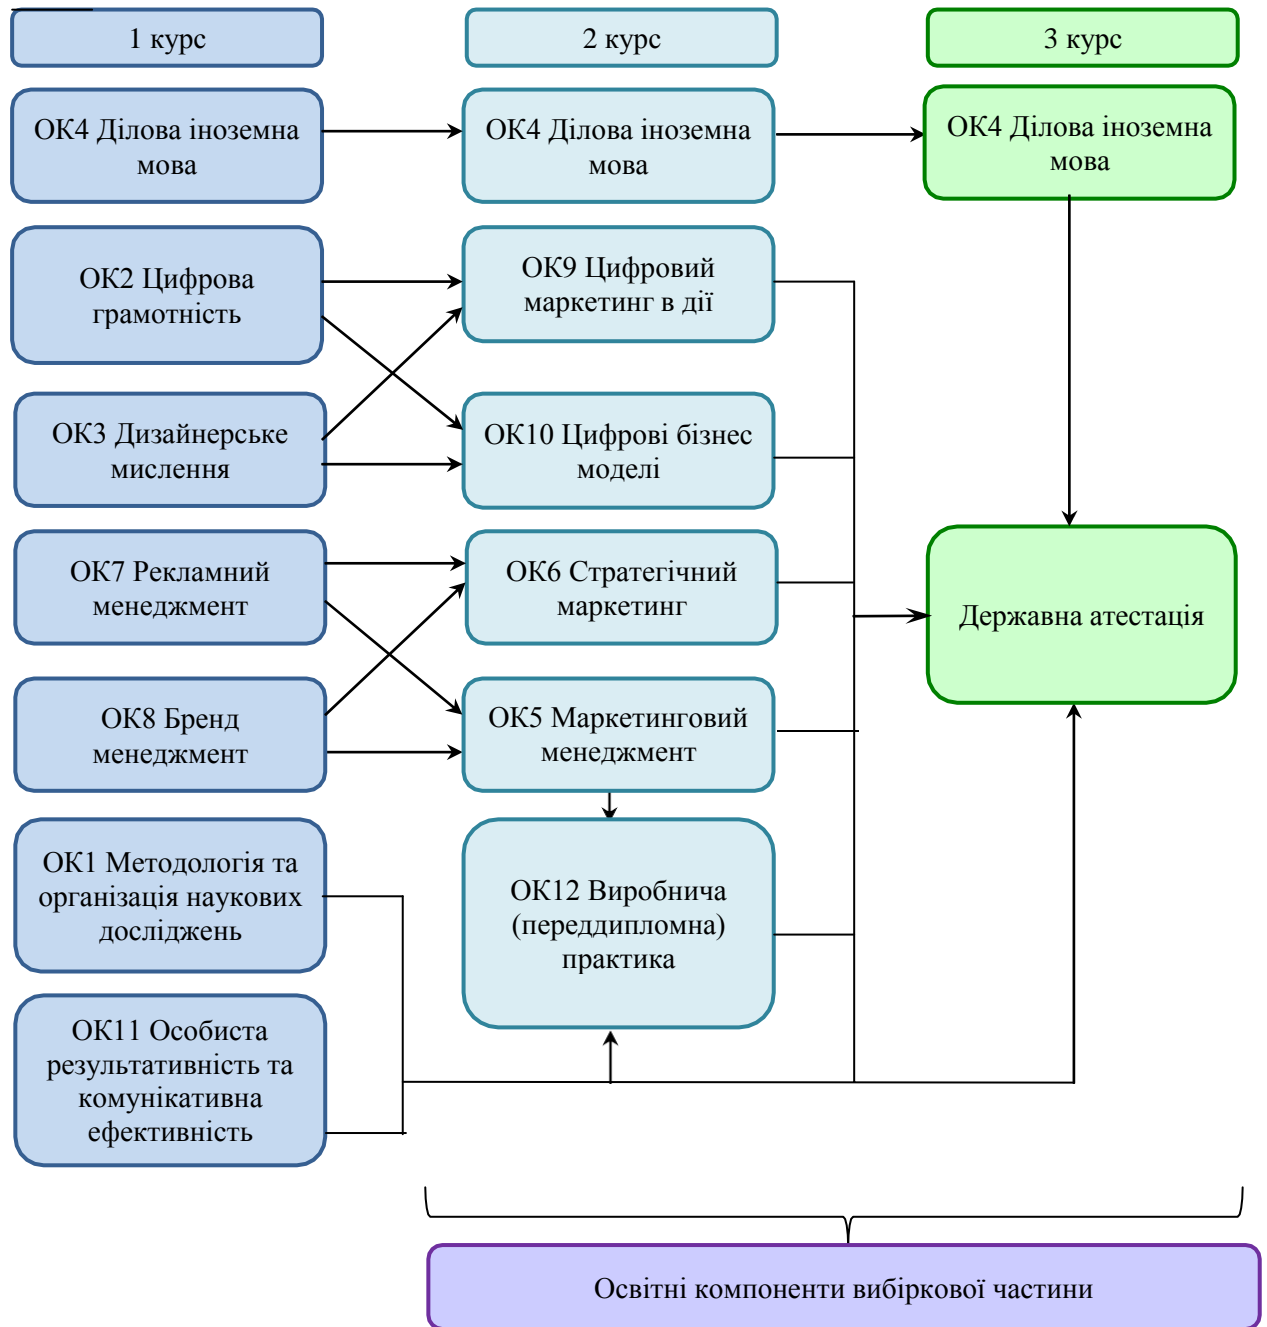 1 курс
2 курс
3 курс
ОК4 Ділова іноземна
мова
ОК4 Ділова іноземна
мова
ОК4 Ділова іноземна
мова
ОК2 Цифрова
грамотність
ОК9 Цифровий
маркетинг в дії
ОК3 Дизайнерське
мислення
ОК10 Цифрові бізнес
моделі
ОК7 Рекламний
менеджмент
ОК6 Стратегічний
маркетинг
Державна атестація
ОК8 Бренд
менеджмент
ОК5 Маркетинговий
менеджмент
ОК1 Методологія та
організація наукових
досліджень
ОК12 Виробнича
(переддипломна)
практика
ОК11 Особиста
результативність та
комунікативна
ефективність
Освітні компоненти вибіркової частини